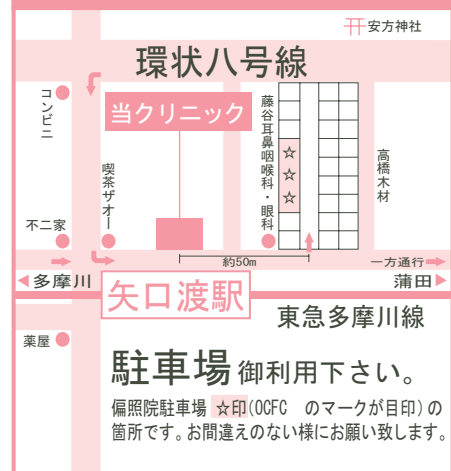 安方神社
環状八号線
コンビニ
当クリニック
藤谷耳鼻咽喉科・眼科
☆
☆
☆
高橋木材
喫茶ザオー
不二家
約50m
一方通行
◀多摩川
矢口渡駅
蒲田▶
東急多摩川線
薬屋
駐車場御利用下さい。
偏照院駐車場 ☆印(OCFC のマークが目印)の
箇所です。お間違えのない様にお願い致します。